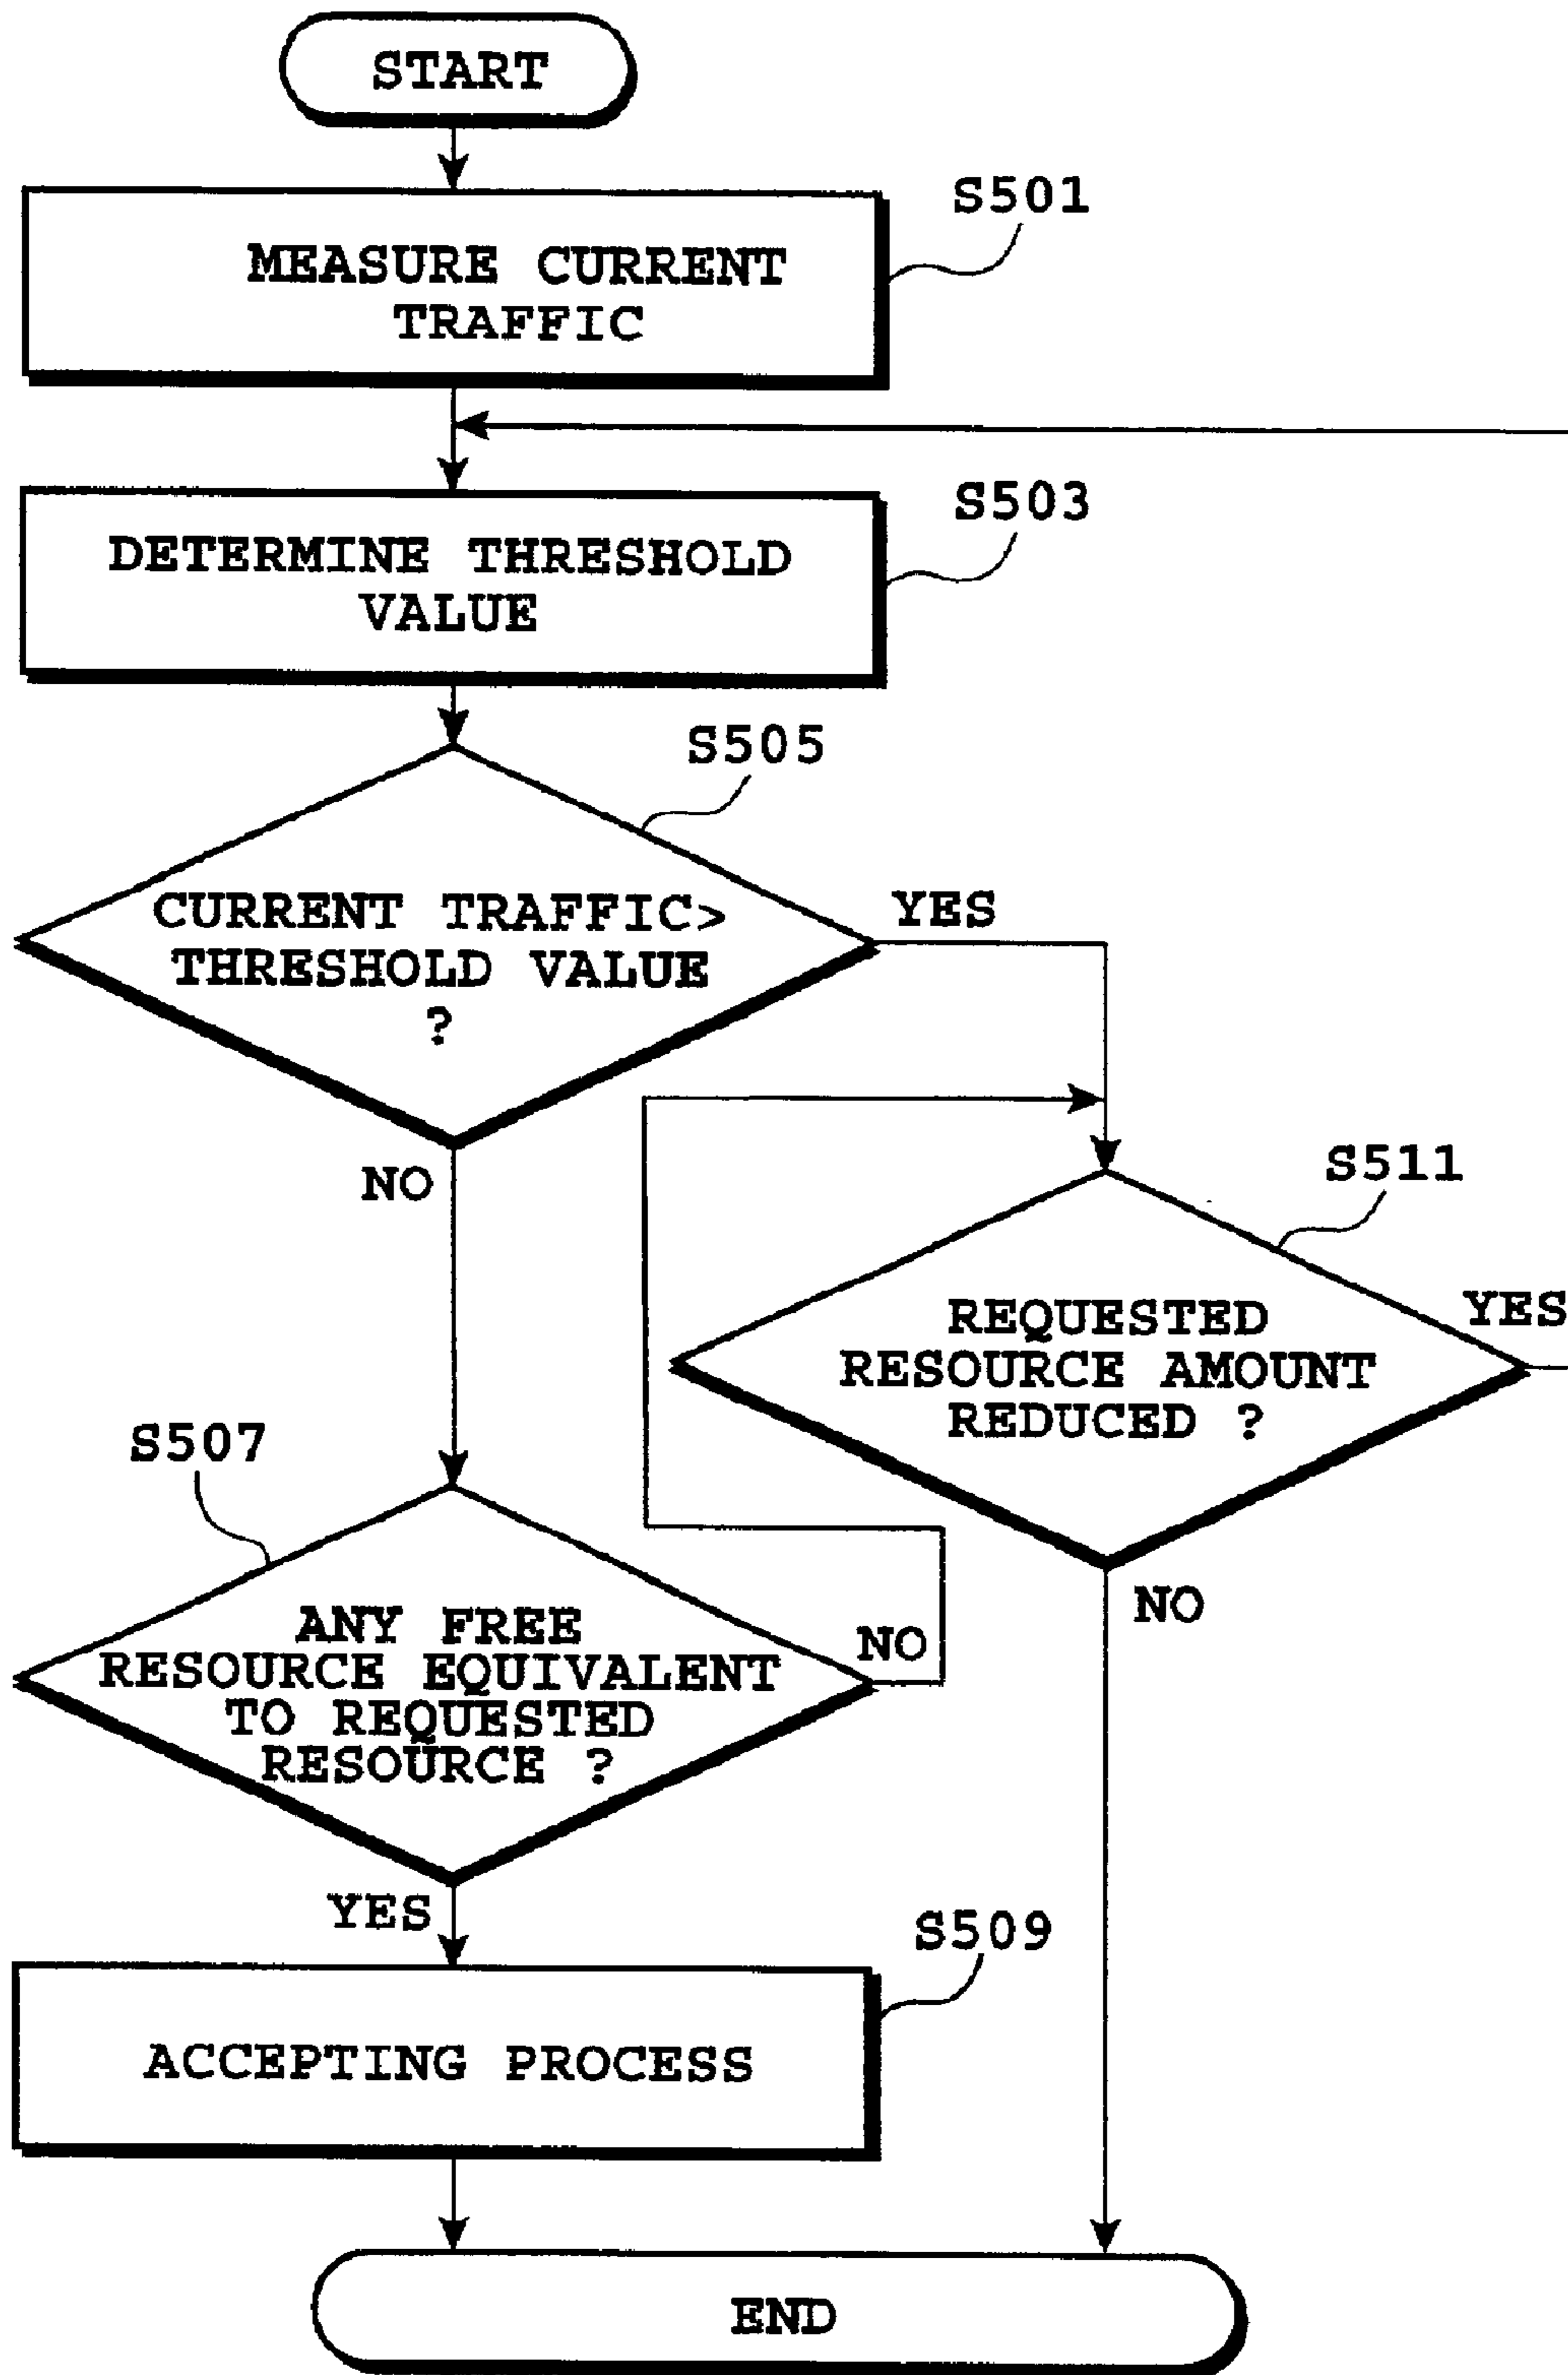 START
S501
MEASURE CURRENT
TRAFFIC
S503
DETERMINE THRESHOLD
VALUE
S505
CURRENT TRAFFIC>
THRESHOLD VALUE
?
YES
NO
S511
REQUESTED
RESOURCE AMOUNT
REDUCED ?
YES
NO
S507
ANY FREE
RESOURCE EQUIVALENT
TO REQUESTED
RESOURCE ?
NO
YES
S509
ACCEPTING PROCESS
END